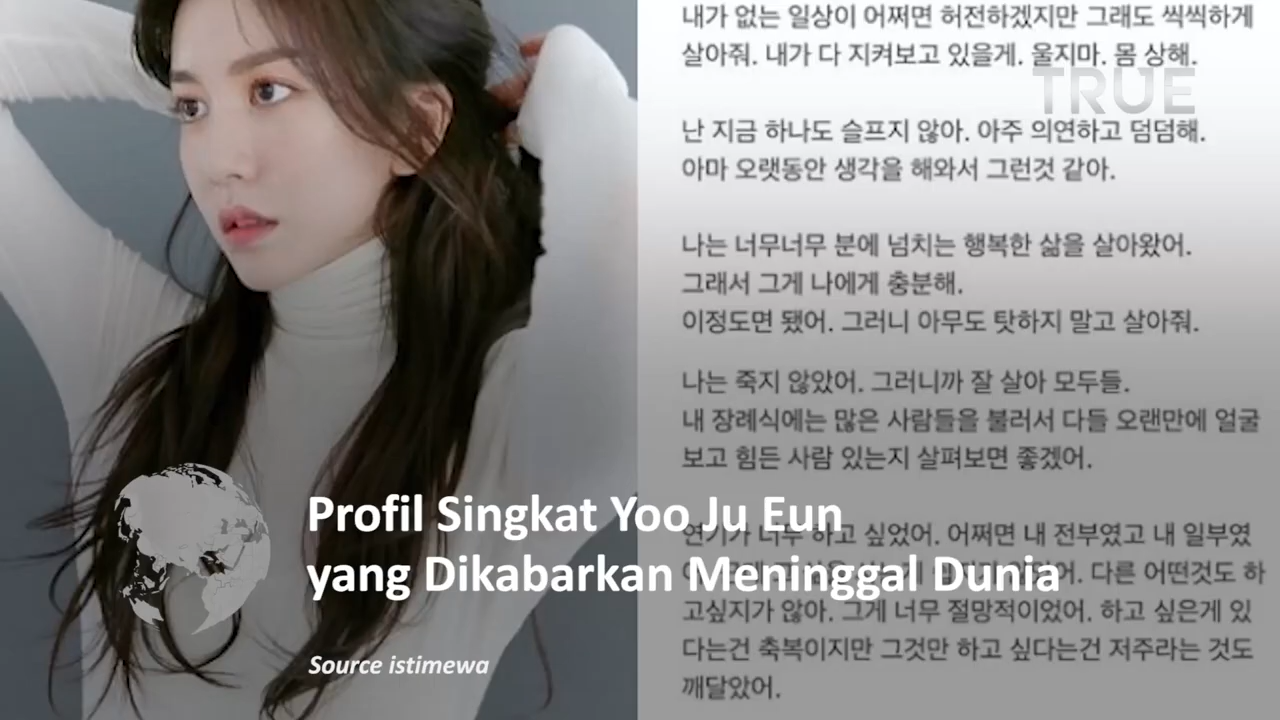 내가 없는 일상이 어쩌면 허전하겠지만 그래도 씩씩하게
살아줘. 내가 다 지켜보고 있을게. 울지마. 몸 상해.
TRUE
난 지금 하나도 슬프지 않아. 아주 의연하고 덤덤해.
아마 오랫동안 생각을 해와서 그런것 같아.
나는 너무너무 분에 넘치는 행복한 삶을 살아왔어.
그래서 그게 나에게 충분해.
이정도면 됐어. 그러니 아무도 탓하지 말고 살아줘.
나는 죽지 않았어. 그러니까 잘 살아 모두들.
내 장례식에는 많은 사람들을 불러서 다들 오랜만에 얼굴
보고 힘든 사람 있는지 살펴보면 좋겠어.
연기가 너무 하고 싶었어. 어쩌면 내 전부였고 내 일부였
다른 어떤것도 하
고싶지가 않아. 그게 너무 절망적이었어. 하고 싶은게 있
다는건 축복이지만 그것만 하고 싶다는건 저주라는 것도
깨달았어.
Profil Singkat Yoo Ju Eun
yang Dikabarkan Meninggal Dunia
Source istimewa